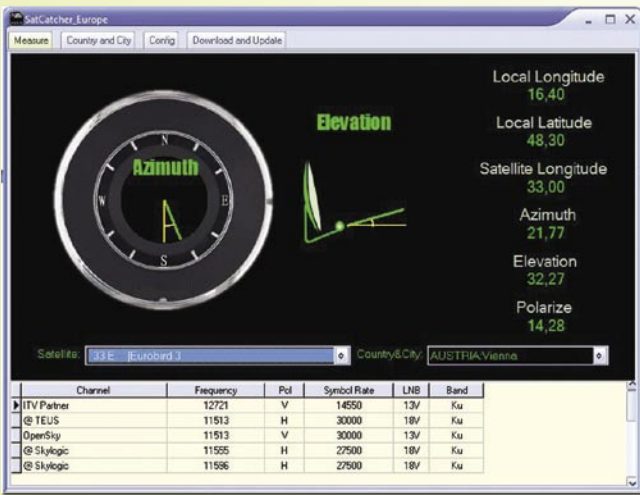 SatCatcher_Europe
Measure Country and City Config Download and Update
N
W
E
S
Azimuth
Elevation
Local Longitude
16,40
Local Latitude
48,30
Satellite Longitude
33,00
Azimuth
21,77
Elevation
32,27
Polarize
14,28
Satellite: 33 E |Eurobird 3 Country&City: AUSTRIA:Vienna
Channel Frequency Pol Symbol Rate LNB Band
ITV Partner 12721 V 14550 13V Ku
@ TEUS 11513 H 30000 18V Ku
OpenSky 11513 V 30000 13V Ku
@ Skylogic 11555 H 27500 18V Ku
@ Skylogic 11596 H 27500 18V Ku